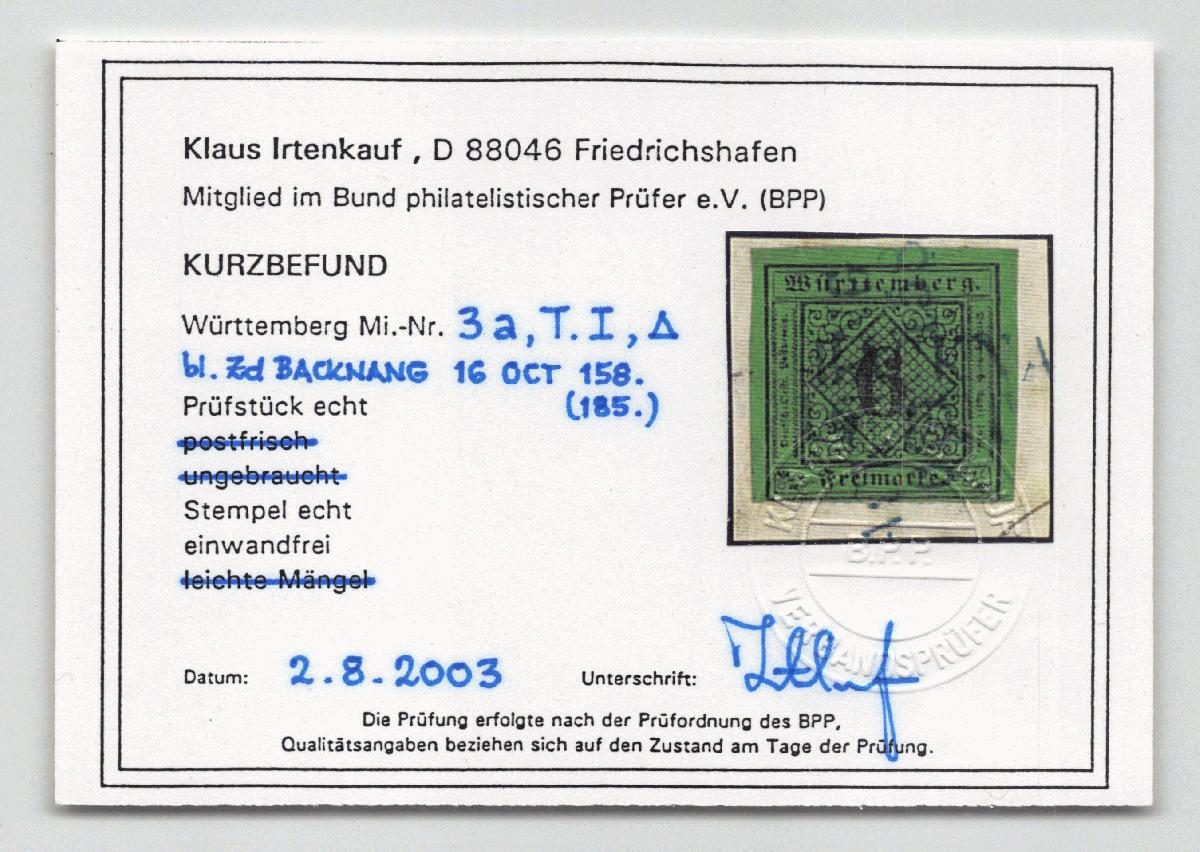 Klaus Irtenkauf , D 88046 Friedrichshafen
Mitglied im Bund philatelistischer Prüfer e.V. (BPP)
KURZBEFUND
Württemberg Mi.-Nr. 3a, T. I, Δ
bl. Zd BACKNANG 16 OCT 158.
(185.)
Prüfstück echt
postfrisch
ungebraucht
Stempel echt
einwandfrei
leichte Mängel
Württemberg.
6
Freimarke.
B.P.P.
VERBANDSPRÜFER
Datum: 2.8.2003 Unterschrift:
Die Prüfung erfolgte nach der Prüfordnung des BPP,
Qualitätsangaben beziehen sich auf den Zustand am Tage der Prüfung.